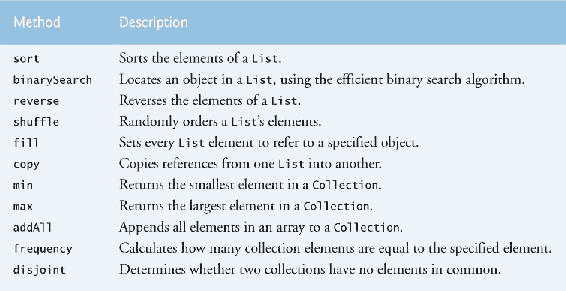 Method Description
sort Sorts the elements of a List.
binarySearch Locates an object in a List, using the efficient binary search algorithm.
reverse Reverses the elements of a List.
shuffle Randomly orders a List’s elements.
fill Sets every List element to refer to a specified object.
copy Copies references from one List into another.
min Returns the smallest element in a Collection.
max Returns the largest element in a Collection.
addAll Appends all elements in an array to a Collection.
frequency Calculates how many collection elements are equal to the specified element.
disjoint Determines whether two collections have no elements in common.